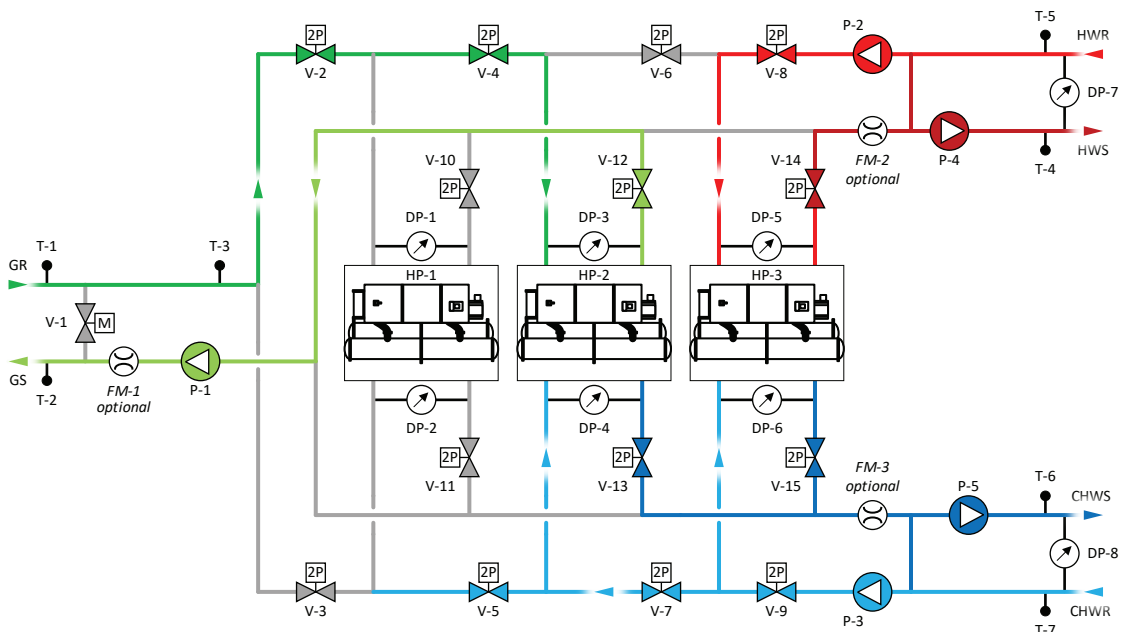 T-5
P-2
2P
2P
2P
2P
HWR
V-2
V-4
V-6
V-8
DP-7
V-10
V-12
V-14
FM-2
optional
P-4
HWS
2P
2P
2P
T-4
DP-1
DP-3
DP-5
T-1
T-3
GR
HP-1
HP-2
HP-3
V-1
M
GS
T-2
FM-1
optional
P-1
DP-2
DP-4
DP-6
2P
2P
2P
FM-3
optional
P-5
T-6
V-11
V-13
V-15
CHWS
DP-8
2P
2P
2P
2P
CHWR
V-3
V-5
V-7
V-9
P-3
T-7